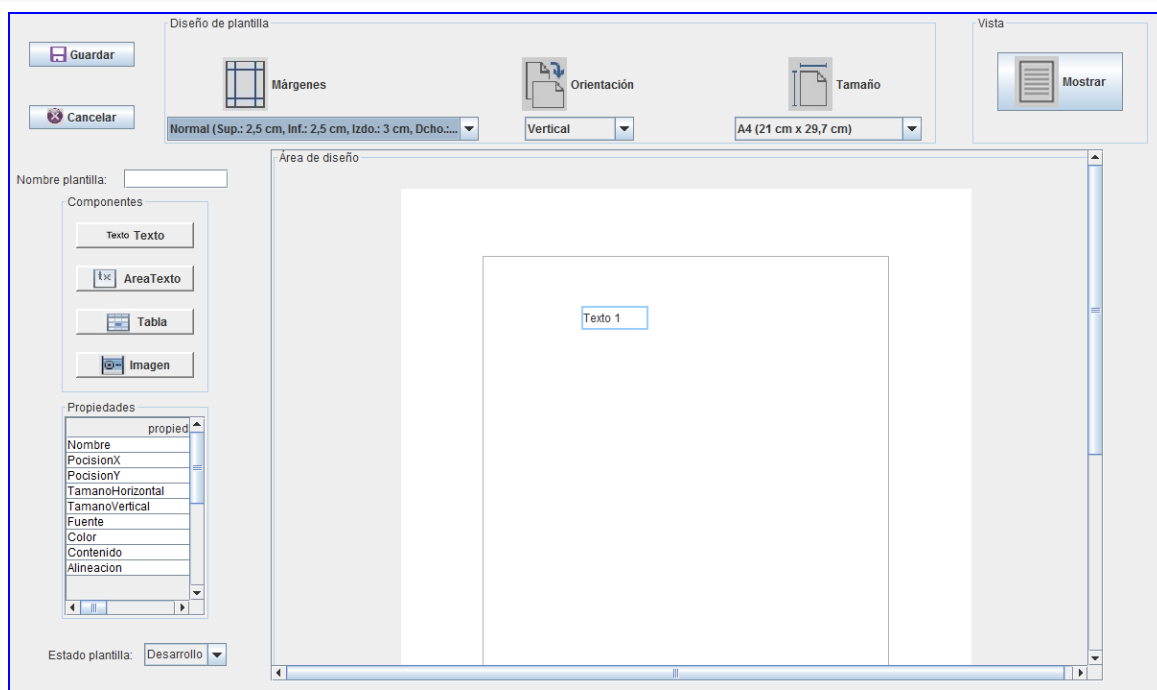 Diseño de plantilla
Vista
Guardar
Márgenes
Orientación
Tamaño
Mostrar
Cancelar
Normal (Sup.: 2,5 cm, Inf.: 2,5 cm, Izdo.: 3 cm, Dcho.:...
Vertical
A4 (21 cm x 29,7 cm)
Área de diseño
Nombre plantilla:
Componentes
Texto Texto
tx AreaTexto
Tabla
Imagen
Texto 1
Propiedades
propied
Nombre
PocisionX
PocisionY
TamanoHorizontal
TamanoVertical
Fuente
Color
Contenido
Alineacion
Estado plantilla: Desarrollo